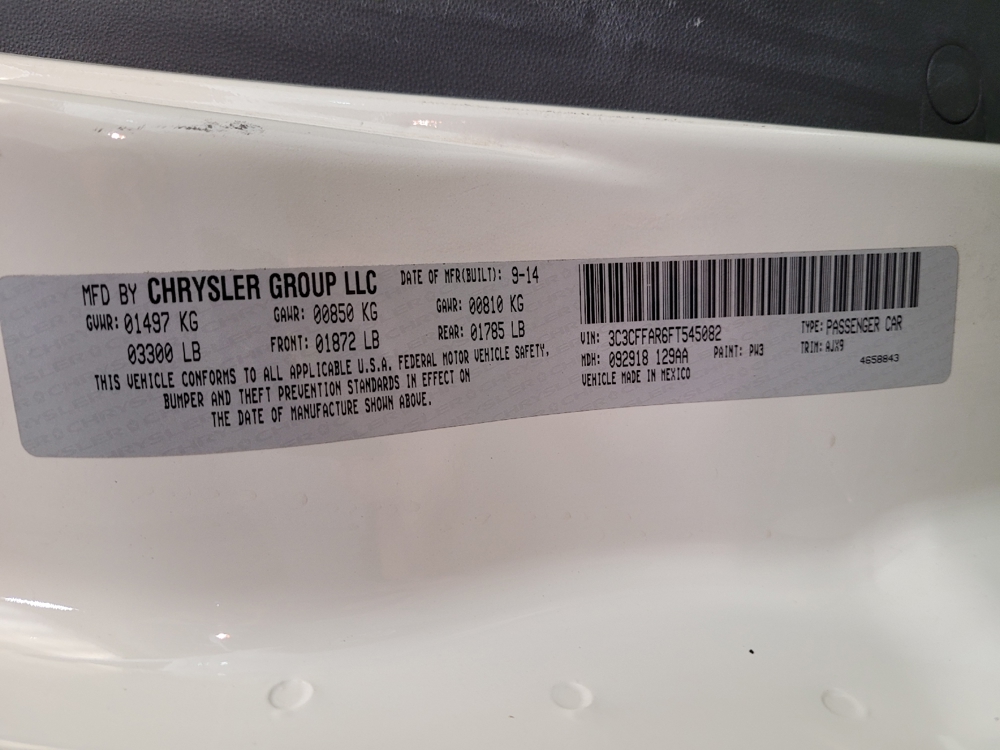 MFD BY CHRYSLER GROUP LLC DATE OF MFR(BUILT): 9-14
GVWR: 01497 KG GAWR: 00850 KG GAWR: 00810 KG
03300 LB FRONT: 01872 LB REAR: 01785 LB
THIS VEHICLE CONFORMS TO ALL APPLICABLE U.S.A. FEDERAL MOTOR VEHICLE SAFETY,
BUMPER AND THEFT PREVENTION STANDARDS IN EFFECT ON
THE DATE OF MANUFACTURE SHOWN ABOVE.
VIN: 3C3CFFAR6FT545082 TYPE: PASSENGER CAR
MDH: 092918 129AA PAINT: PW3 TRIM: AJX9
VEHICLE MADE IN MEXICO 4658843